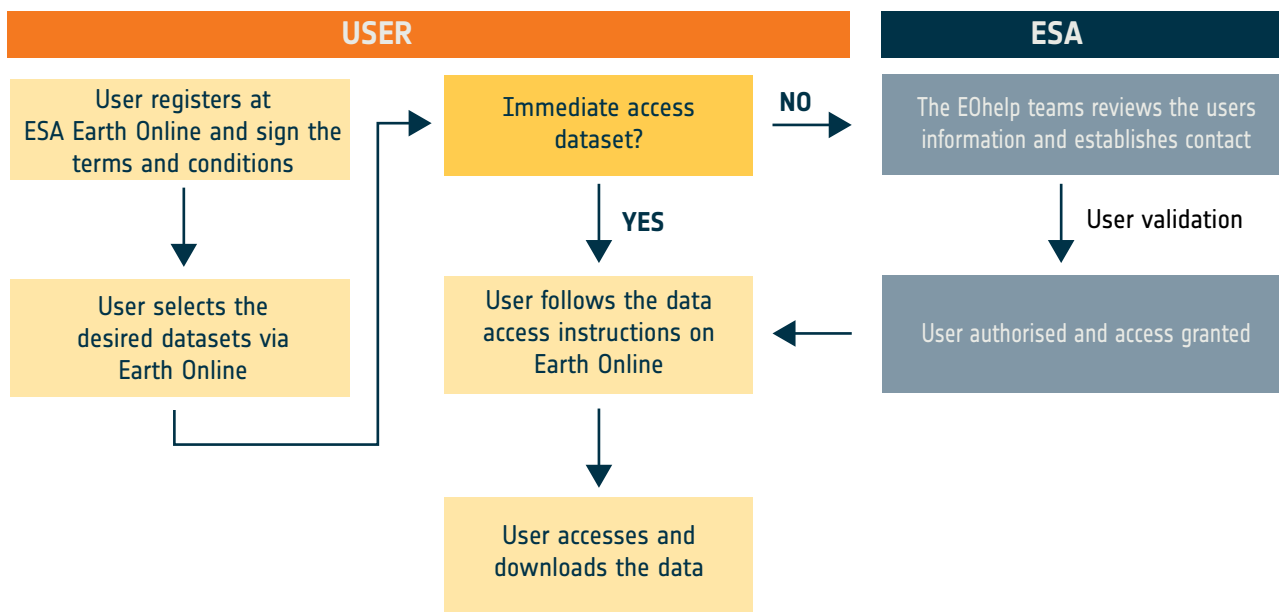 USER
User registers at
ESA Earth Online and sign the
terms and conditions
User selects the
desired datasets via
Earth Online
Immediate access
dataset?
NO
YES
User follows the data
access instructions on
Earth Online
User accesses and
downloads the data
ESA
The EOhelp teams reviews the users
information and establishes contact
User validation
User authorised and access granted